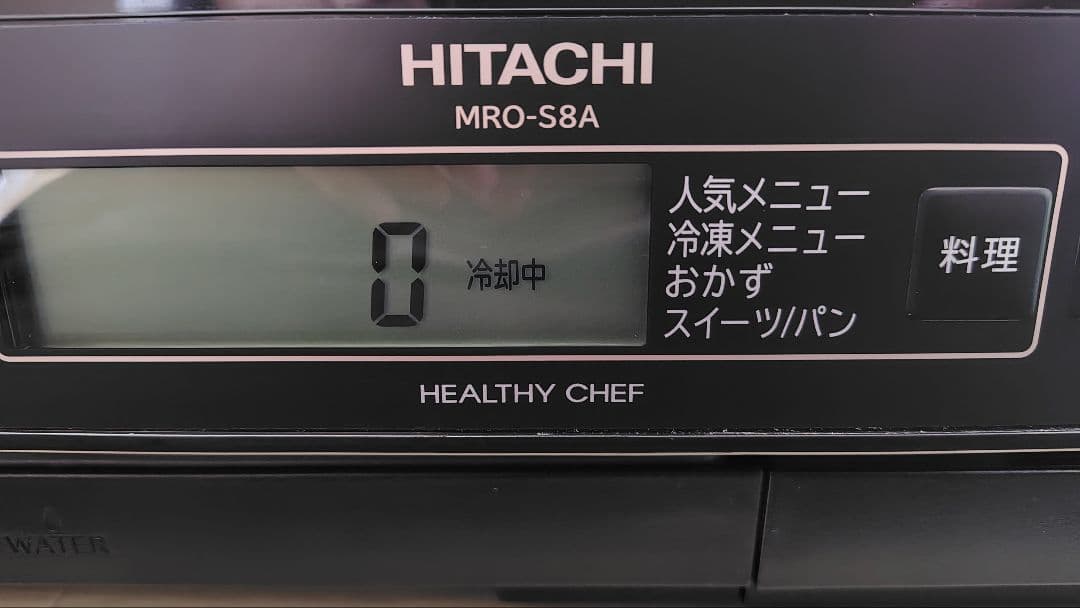 HITACHI
MRO-S8A
0 冷却中
人気メニュー
冷凍メニュー
おかず
スイーツ/パン
料理
HEALTHY CHEF
WATER